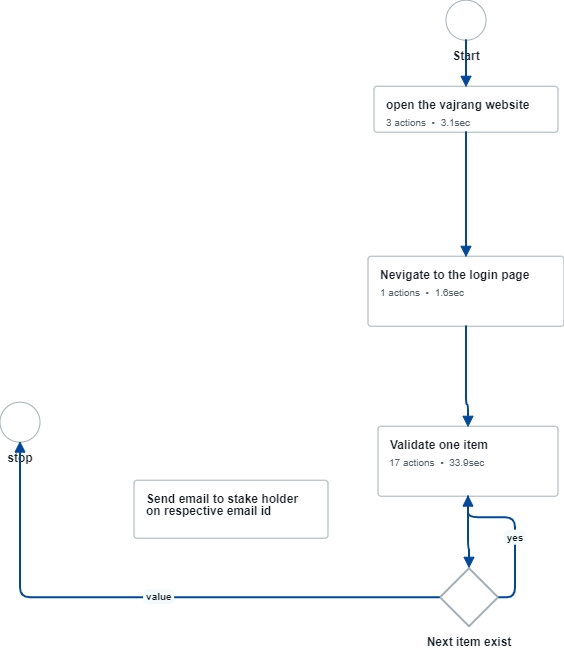 Start
open the vajrang website
3 actions • 3.1sec
Nevigate to the login page
1 actions • 1.6sec
Validate one item
17 actions • 33.9sec
stop
Send email to stake holder
on respective email id
yes
value
Next item exist